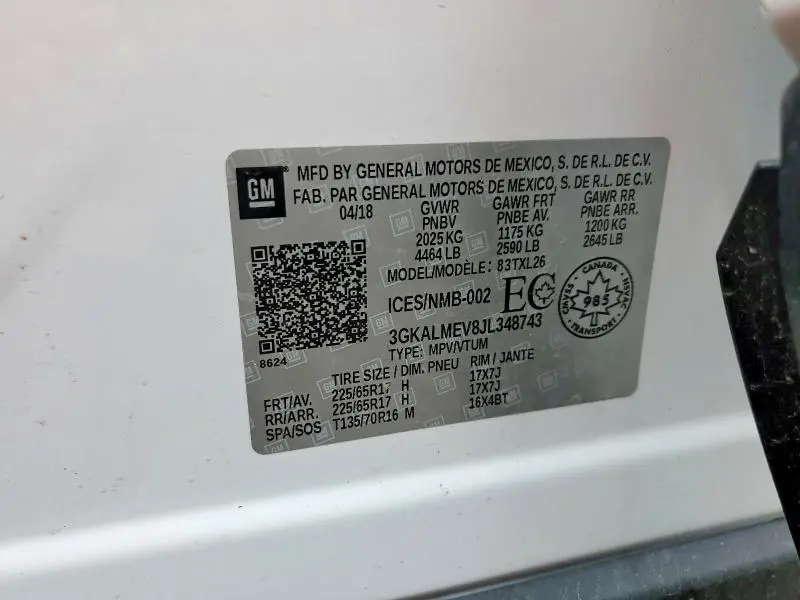 GM
MFD BY GENERAL MOTORS DE MEXICO, S. DE R.L. DE C.V.
FAB. PAR GENERAL MOTORS DE MEXICO, S. DE R.L. DE C.V.
04/18 GVWR GAWR FRT GAWR RR
PNBV PNBE AV. PNBE ARR.
2025 KG 1175 KG 1200 KG
4464 LB 2590 LB 2645 LB
MODEL/MODÈLE: 83TXL26
ICES/NMB-002 EC
CANADA
CMVSS 985 NSVAC
TRANSPORT
3GKALMEV8JL348743
TYPE: MPV/VTUM
8624
TIRE SIZE / DIM. PNEU RIM / JANTE
FRT/AV. 225/65R17 H 17X7J
RR/ARR. 225/65R17 H 17X7J
SPA/SOS T135/70R16 M 16X4BT